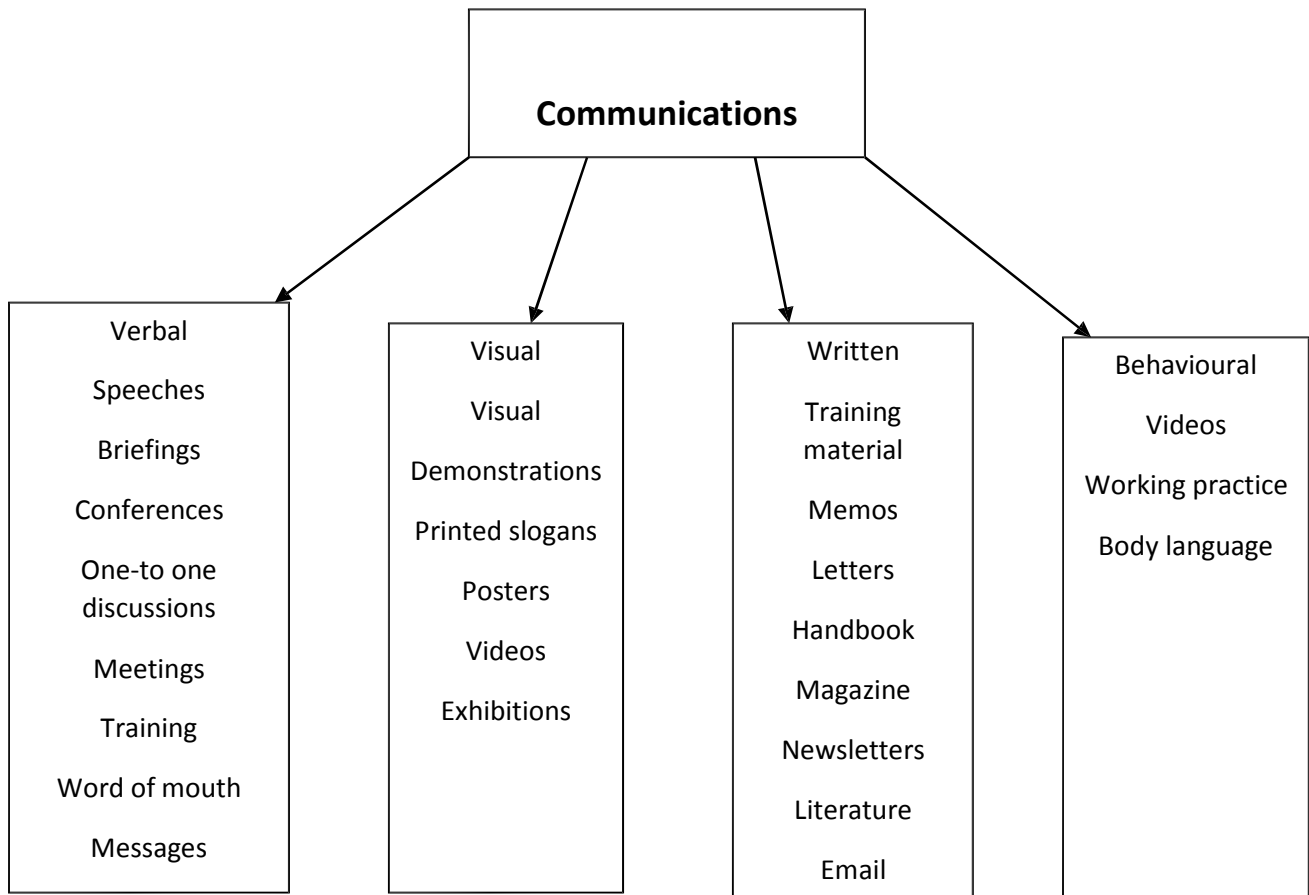 Communications
Verbal
Speeches
Briefings
Conferences
One-to one
discussions
Meetings
Training
Word of mouth
Messages
Visual
Visual
Demonstrations
Printed slogans
Posters
Videos
Exhibitions
Written
Training
material
Memos
Letters
Handbook
Magazine
Newsletters
Literature
Email
Behavioural
Videos
Working practice
Body language